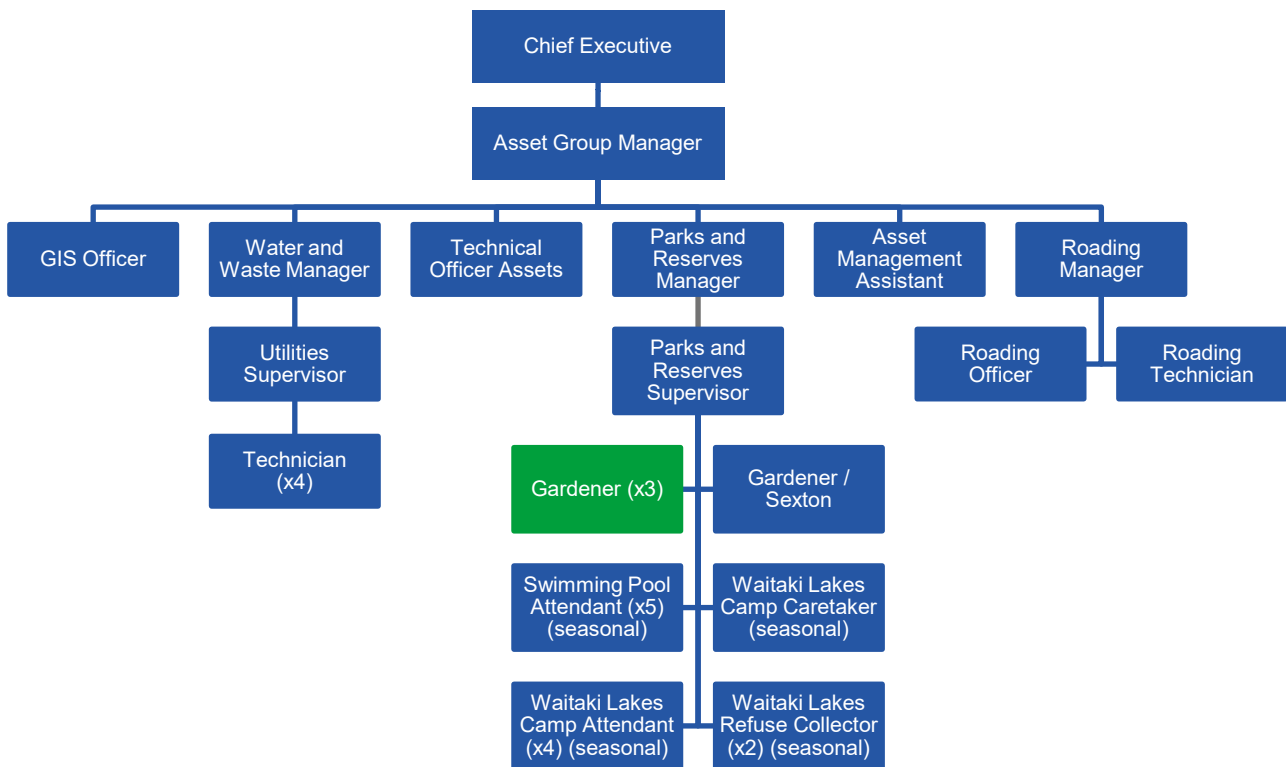 Chief Executive
Asset Group Manager
GIS Officer
Water and
Waste Manager
Technical
Officer Assets
Parks and
Reserves
Manager
Asset
Management
Assistant
Roading
Manager
Utilities
Supervisor
Parks and
Reserves
Supervisor
Roading
Officer
Roading
Technician
Technician
(x4)
Gardener (x3)
Gardener /
Sexton
Swimming Pool
Attendant (x5)
(seasonal)
Waitaki Lakes
Camp Caretaker
(seasonal)
Waitaki Lakes
Camp Attendant
(x4) (seasonal)
Waitaki Lakes
Refuse Collector
(x2) (seasonal)